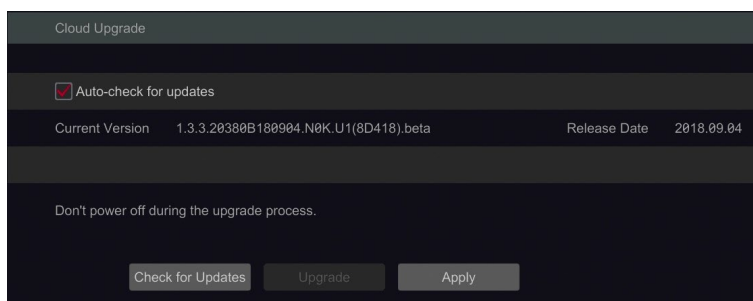 Cloud Upgrade
Auto-check for updates
Current Version 1.3.3.20380B180904.N0K.U1(8D418).beta Release Date 2018.09.04
Don't power off during the upgrade process.
Check for Updates Upgrade Apply